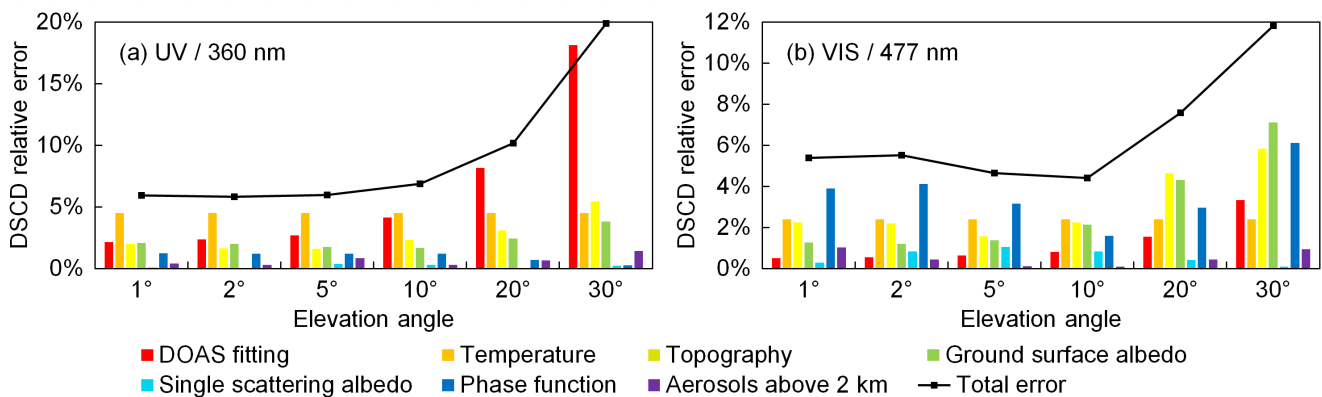 (a) UV / 360 nm
DSCD relative error
20%
15%
10%
5%
0%
1° 2° 5° 10° 20° 30°
Elevation angle
(b) VIS / 477 nm
DSCD relative error
12%
10%
8%
6%
4%
2%
0%
1° 2° 5° 10° 20° 30°
Elevation angle
DOAS fitting Temperature Topography Ground surface albedo
Single scattering albedo Phase function Aerosols above 2 km Total error